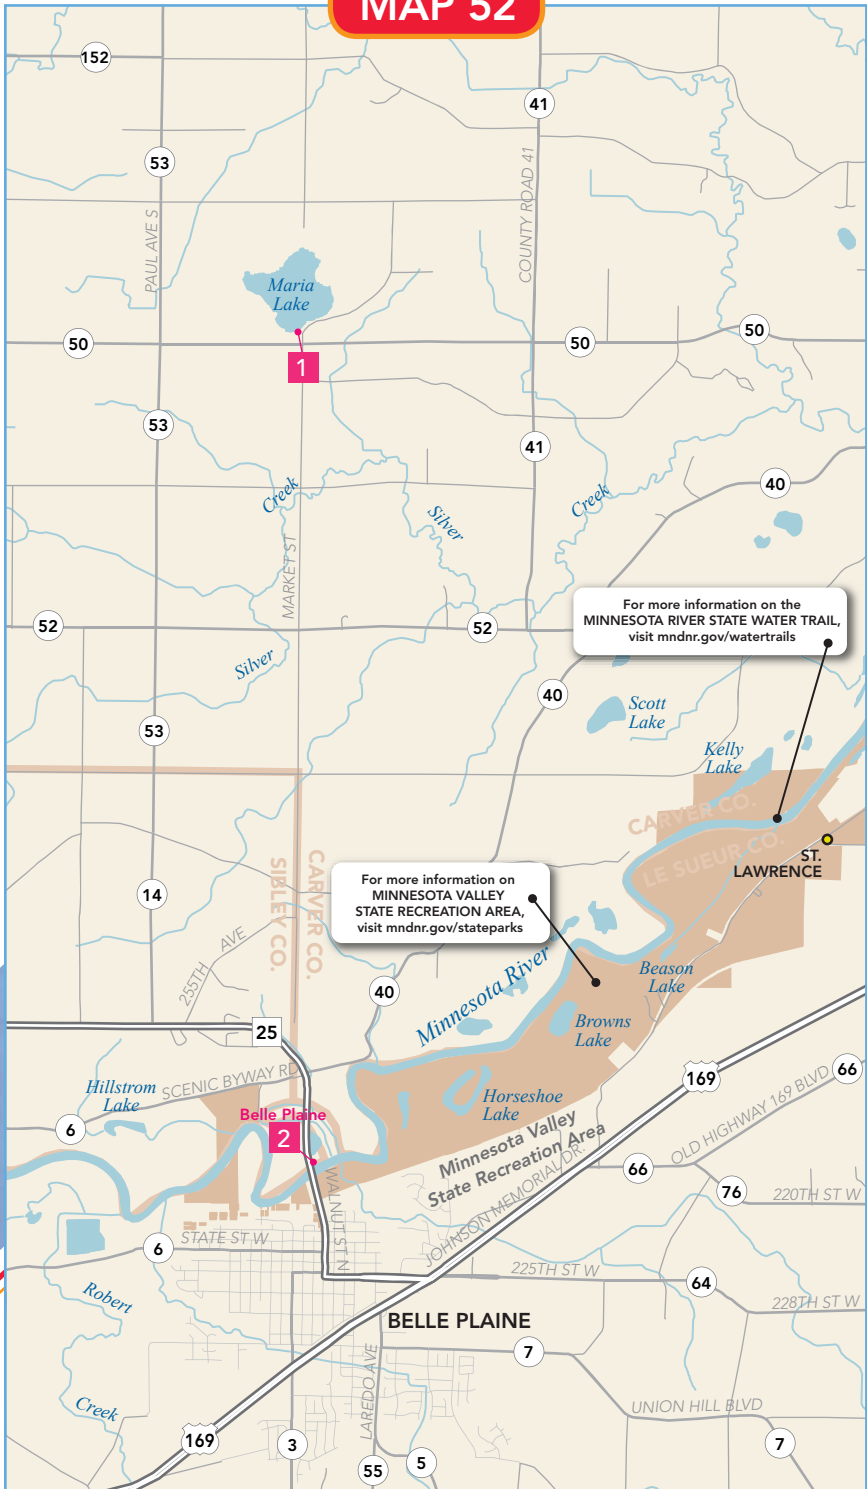 MAP 52
152
41
53
COUNTY ROAD 41
PAUL AVE S
Maria
Lake
50
50
50
1
53
41
40
Creek
Silver
Creek
MARKET ST
For more information on the
MINNESOTA RIVER STATE WATER TRAIL,
visit mndnr.gov/watertrails
52
52
Silver
40
Scott
Lake
53
Kelly
Lake
CARVER CO.
LE SUEUR CO.
ST.
LAWRENCE
14
SIBLEY CO.
CARVER CO.
For more information on
MINNESOTA VALLEY
STATE RECREATION AREA,
visit mndnr.gov/stateparks
255TH AVE
Minnesota River
Beason
Lake
40
25
Browns
Lake
169
66
Hillstrom
Lake
SCENIC BYWAY RD
Horseshoe
Lake
6
Belle Plaine
2
Minnesota Valley
State Recreation Area
OLD HIGHWAY 169 BLVD
66
76
220TH ST W
WALNUT ST N
JOHNSON MEMORIAL DR.
6
STATE ST W
225TH ST W
64
228TH ST W
Robert
BELLE PLAINE
7
LAREDO AVE
Creek
UNION HILL BLVD
169
3
7
55
5